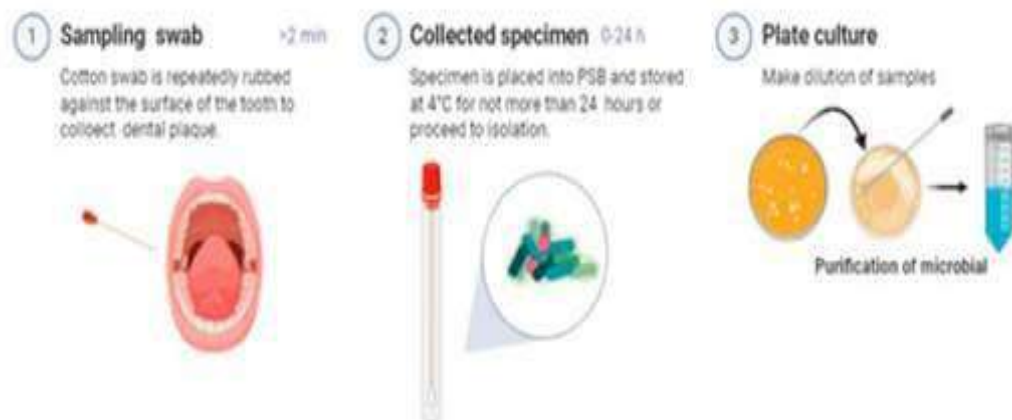 1 Sampling swab >2 min
Cotton swab is repeatedly rubbed
against the surface of the tooth to
colloect dental plaque.
2 Collected specimen 0-24 h
Specimen is placed into PSB and stored
at 4°C for not more than 24 hours or
proceed to isolation.
3 Plate culture
Make dilution of samples
Purification of microbial